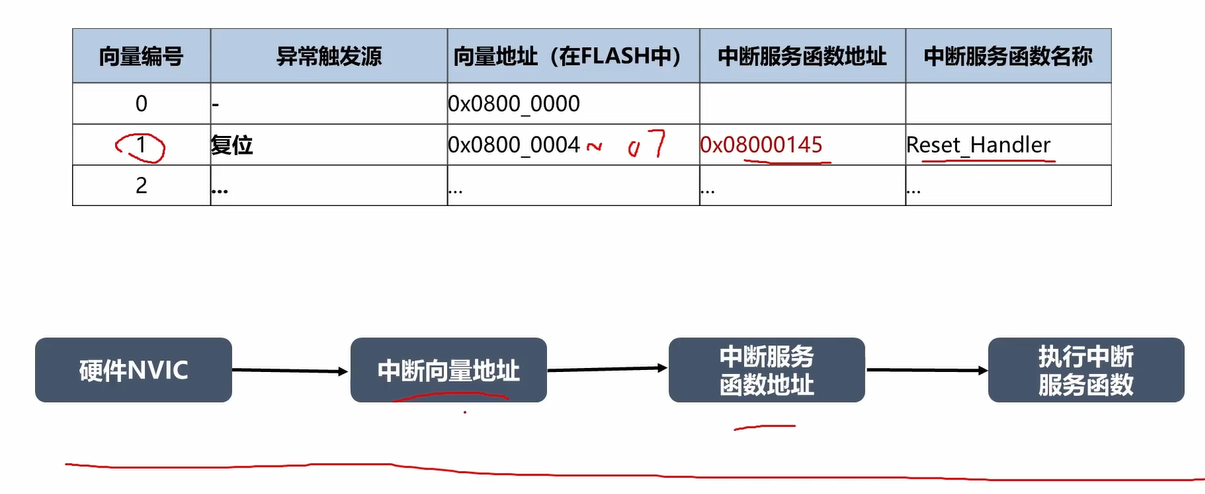 向量编号 异常触发源 向量地址（在FLASH中） 中断服务函数地址 中断服务函数名称
0 - 0x0800_0000
1 复位 0x0800_0004 ~ 07 0x08000145 Reset_Handler
2 ... ... ... ...
硬件NVIC
中断向量地址
中断服务
函数地址
执行中断
服务函数